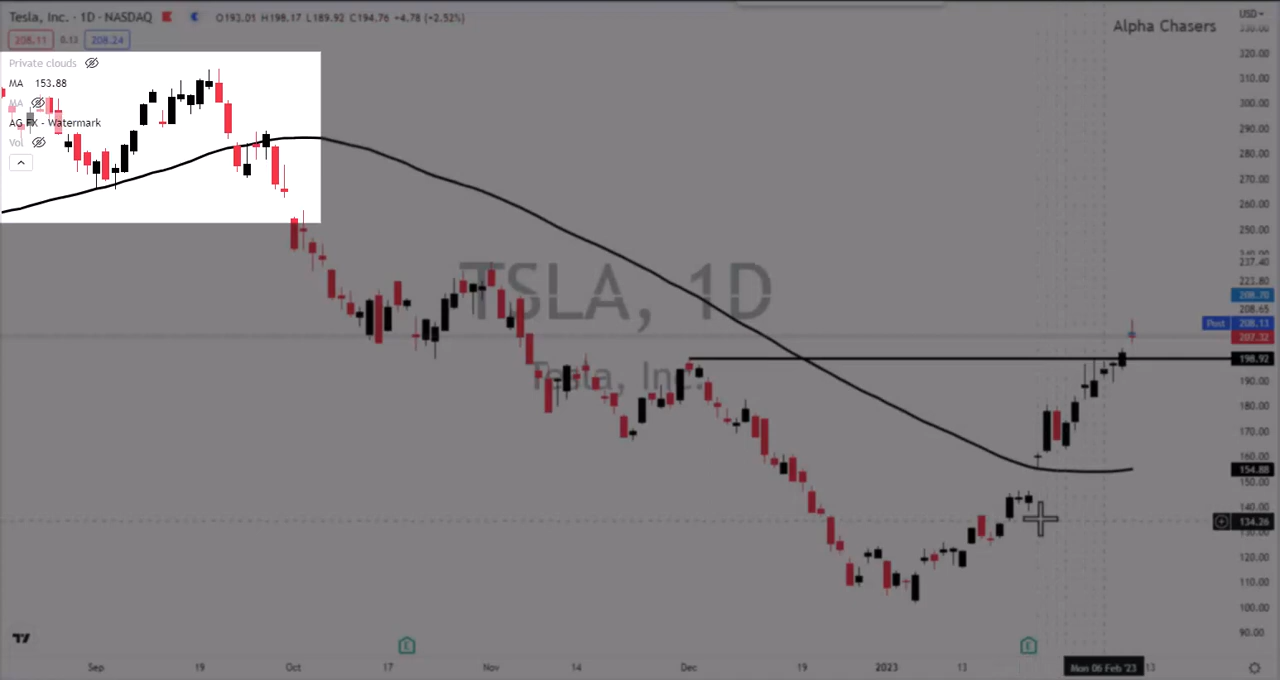 Tesla, Inc. · 1D · NASDAQ O193.01 H198.17 L189.92 C194.76 +4.78 (+2.52%)
USD
Alpha Chasers
208.11 0.13 208.24
Private clouds
MA 153.88
MA
AG FX - Watermark
Vol
TSLA, 1D
Tesla, Inc.
330.00
320.00
310.00
300.00
290.00
280.00
270.00
260.00
250.00
240.00
237.40
221.80
208.70
208.65
Post 208.13
207.32
198.92
190.00
180.00
170.00
160.00
154.88
150.00
140.00
134.26
130.00
120.00
110.00
100.00
90.00
E E
Sep 19 Oct 17 Nov 14 Dec 19 2023 13 Mon 06 Feb '23 13